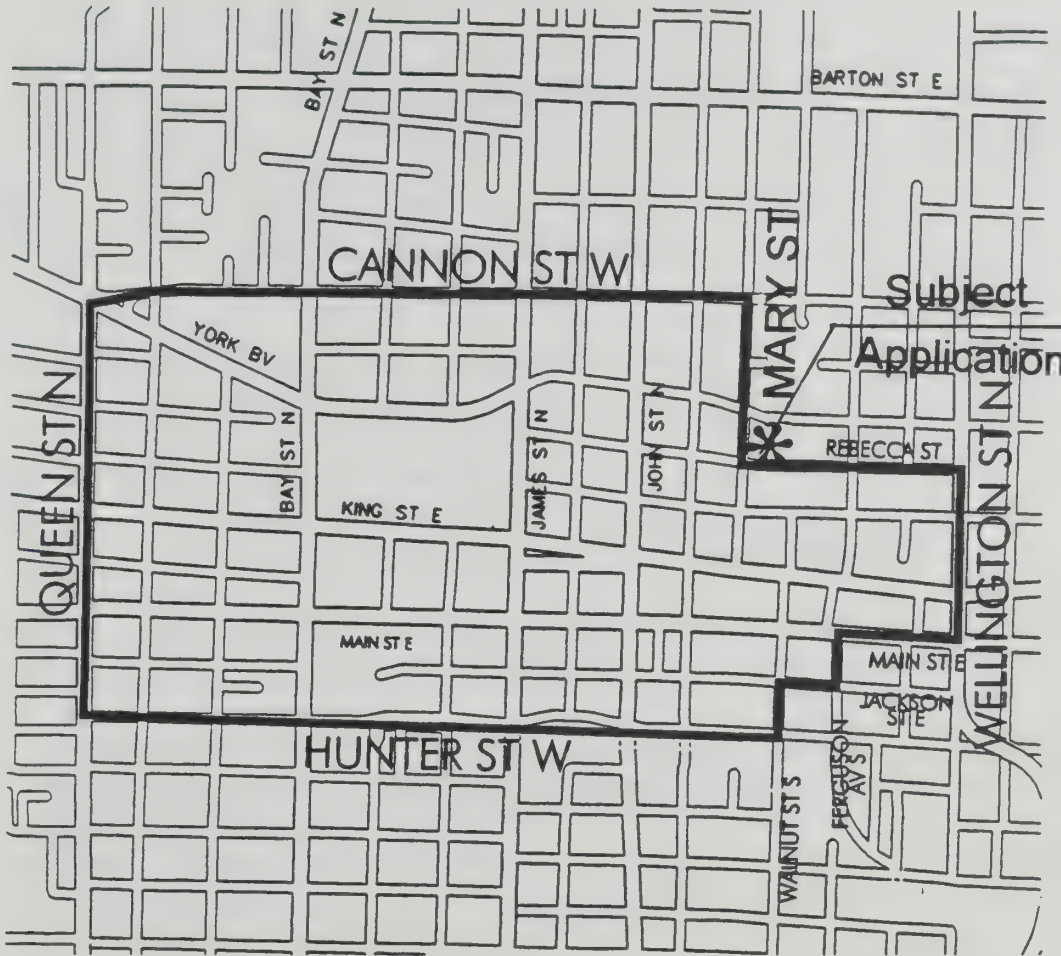 BAY ST N
BARTON ST E
CANNON ST W
MARY ST
Subject
Application
YORK BV
QUEEN ST N
BAY ST N
JAMES ST N
JOHN ST N
REBECCA ST
WELLINGTON ST N
KING ST E
MAIN ST E
MAIN ST E
JACKSON
ST E
HUNTER ST W
WALNUT ST S
FERGUSON
AV S